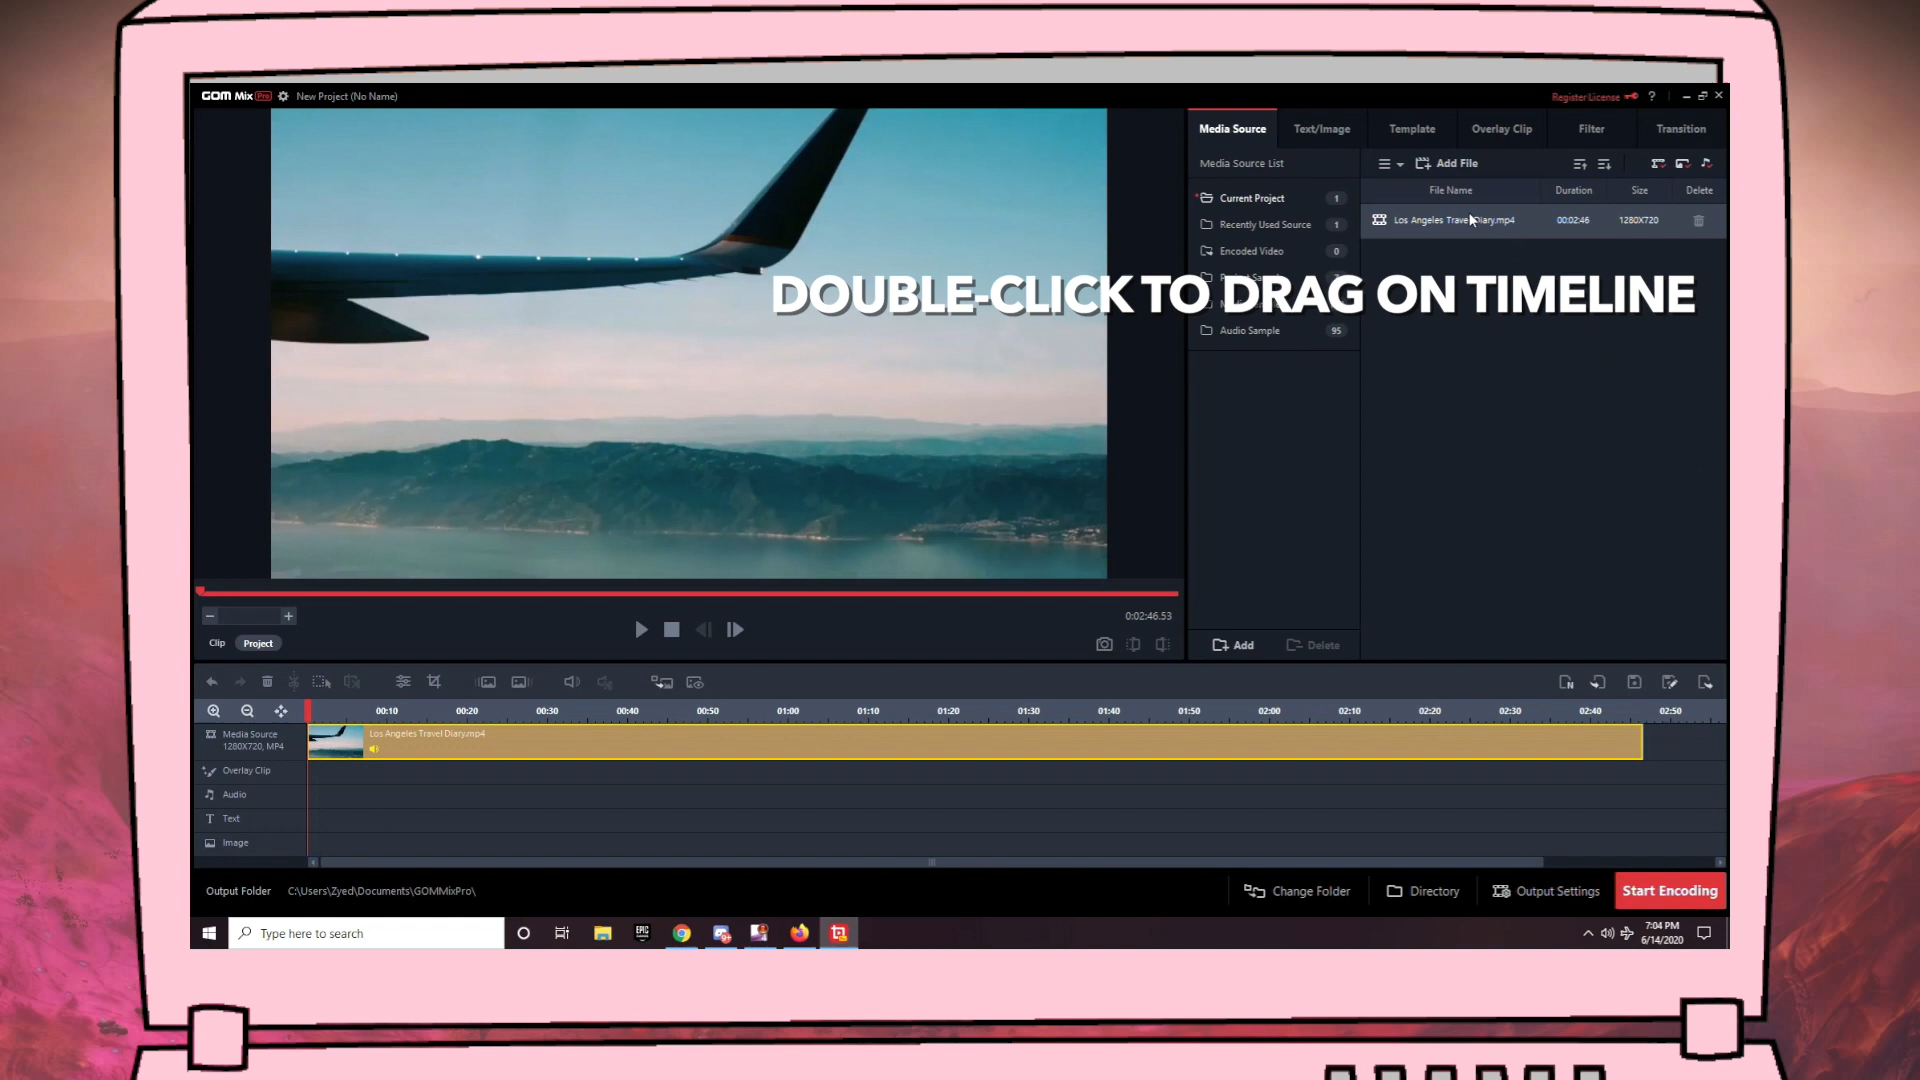 GOM Mix Pro
New Project (No Name)
Register License
?
Media Source
Text/Image
Template
Overlay Clip
Filter
Transition
Media Source List
Add File
File Name
Duration
Size
Delete
Current Project
1
Los Angeles Travel Diary.mp4
00:02:46
1280X720
Recently Used Source
1
Encoded Video
0
DOUBLE-CLICK TO DRAG ON TIMELINE
Audio Sample
95
0:02:46.53
Clip
Project
Add
Delete
00:10
00:20
00:30
00:40
00:50
01:00
01:10
01:20
01:30
01:40
01:50
02:00
02:10
02:20
02:30
02:40
02:50
Media Source
1280X720, MP4
Los Angeles Travel Diary.mp4
Overlay Clip
Audio
Text
Image
Output Folder
C:\Users\Zyed\Documents\GOMMixPro\
Change Folder
Directory
Output Settings
Start Encoding
Type here to search
EPIC
7:04 PM
6/14/2020